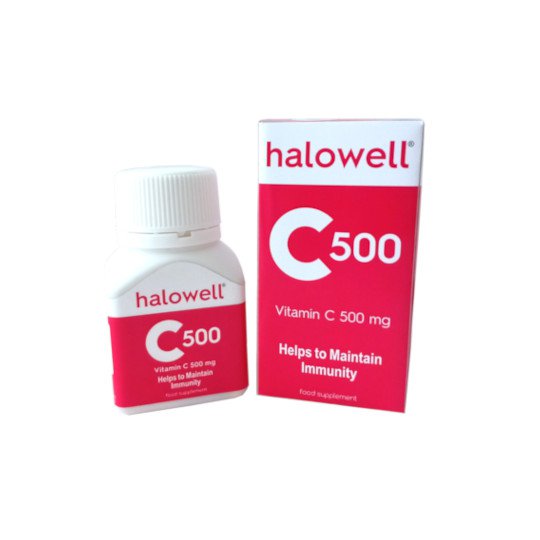 halowell®
C500
Vitamin C 500 mg
Helps to Maintain
Immunity
food supplement
halowell®
C500
Vitamin C 500 mg
Helps to Maintain
Immunity
food supplement